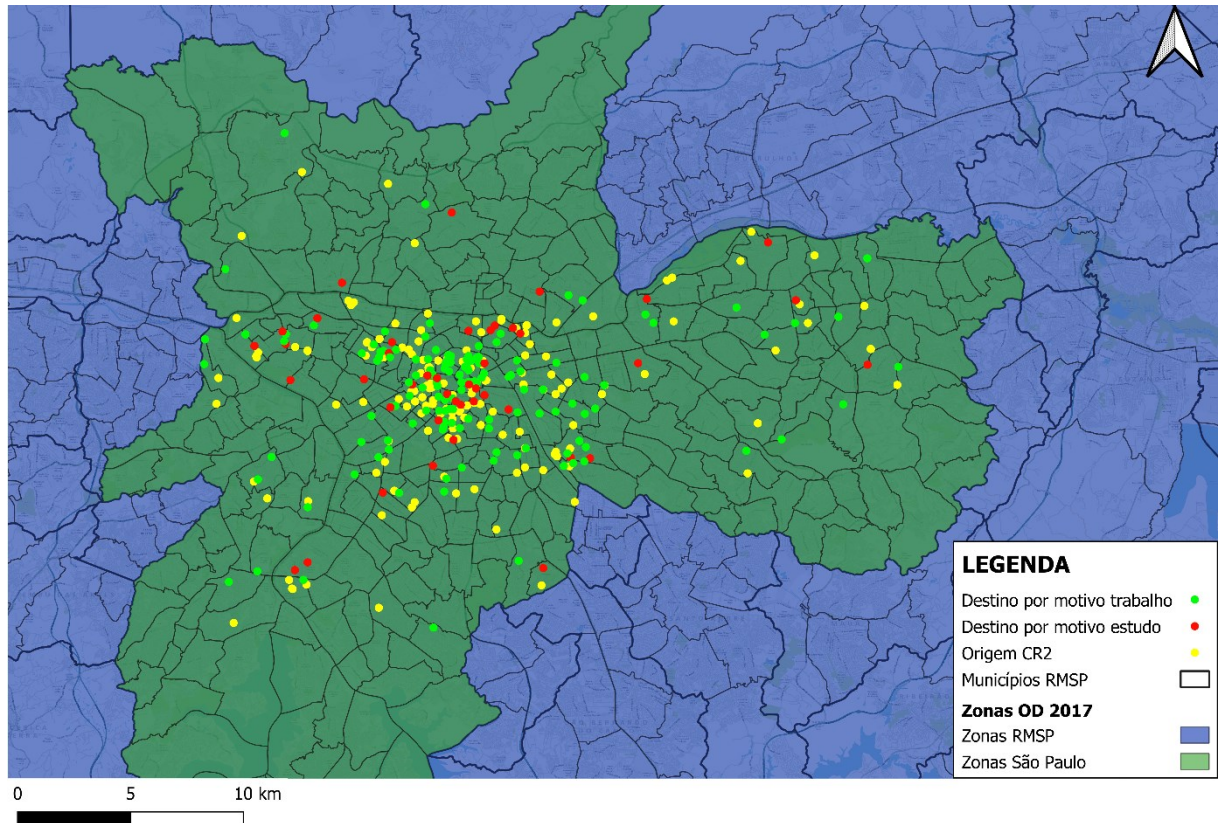 LEGENDA
Destino por motivo trabalho
Destino por motivo estudo
Origem CR2
Municípios RMSP
Zonas OD 2017
Zonas RMSP
Zonas São Paulo
0 5 10 km